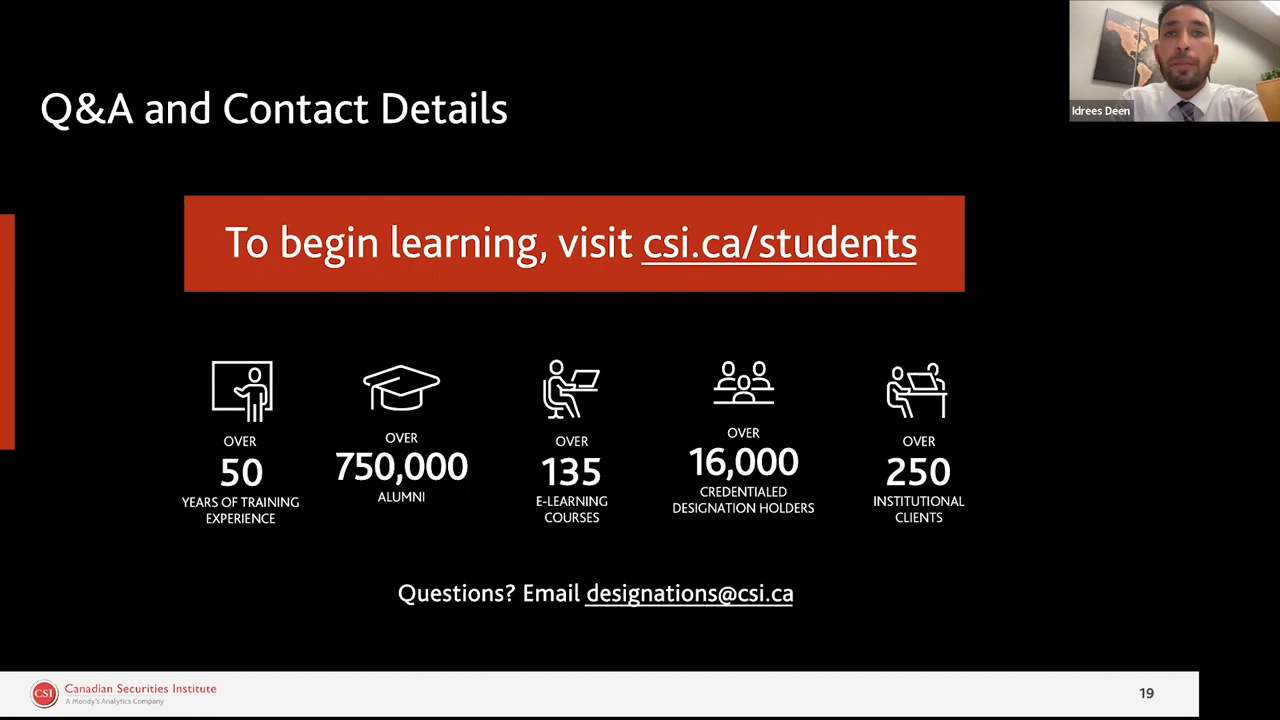 Q&A and Contact Details
Idrees Deen
To begin learning, visit csi.ca/students
OVER
50
YEARS OF TRAINING
EXPERIENCE
OVER
750,000
ALUMNI
OVER
135
E-LEARNING
COURSES
OVER
16,000
CREDENTIALED
DESIGNATION HOLDERS
OVER
250
INSTITUTIONAL
CLIENTS
Questions? Email designations@csi.ca
CSI
Canadian Securities Institute
A Moody's Analytics Company
19